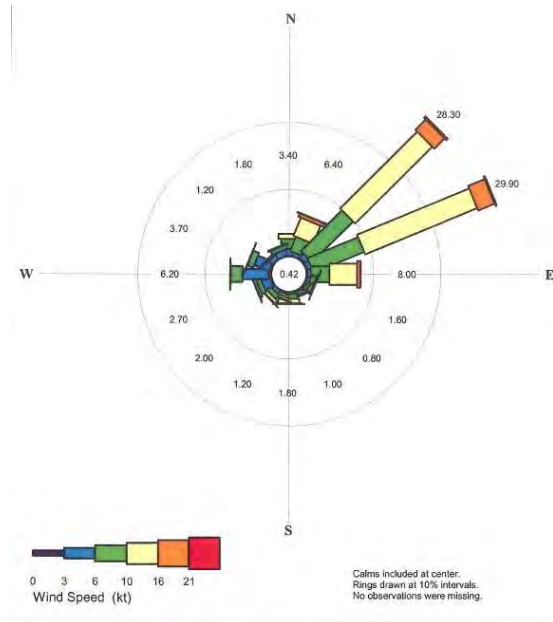 N
28.30
3.40
1.80 6.40
29.90
1.20
3.70
W 6.20 0.42 8.00 E
2.70 1.60
2.00 0.80
1.20 1.00
1.80
S
0 3 6 10 16 21
Wind Speed (kt)
Calms included at center.
Rings drawn at 10% intervals.
No observations were missing.